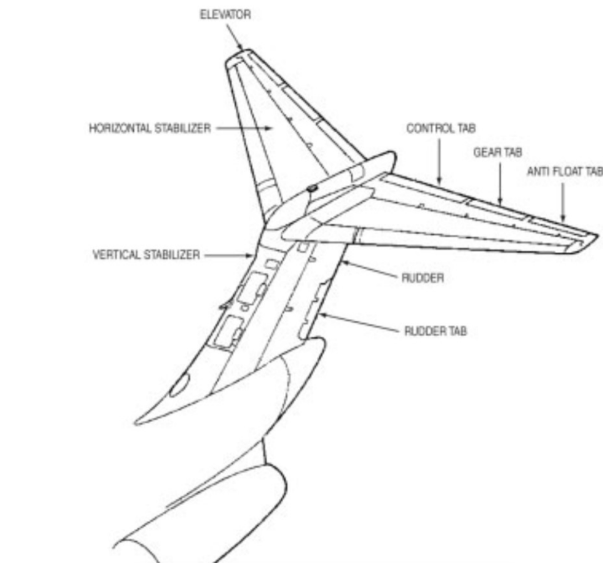 ELEVATOR
HORIZONTAL STABILIZER
CONTROL TAB
GEAR TAB
ANTI FLOAT TAB
VERTICAL STABILIZER
RUDDER
RUDDER TAB